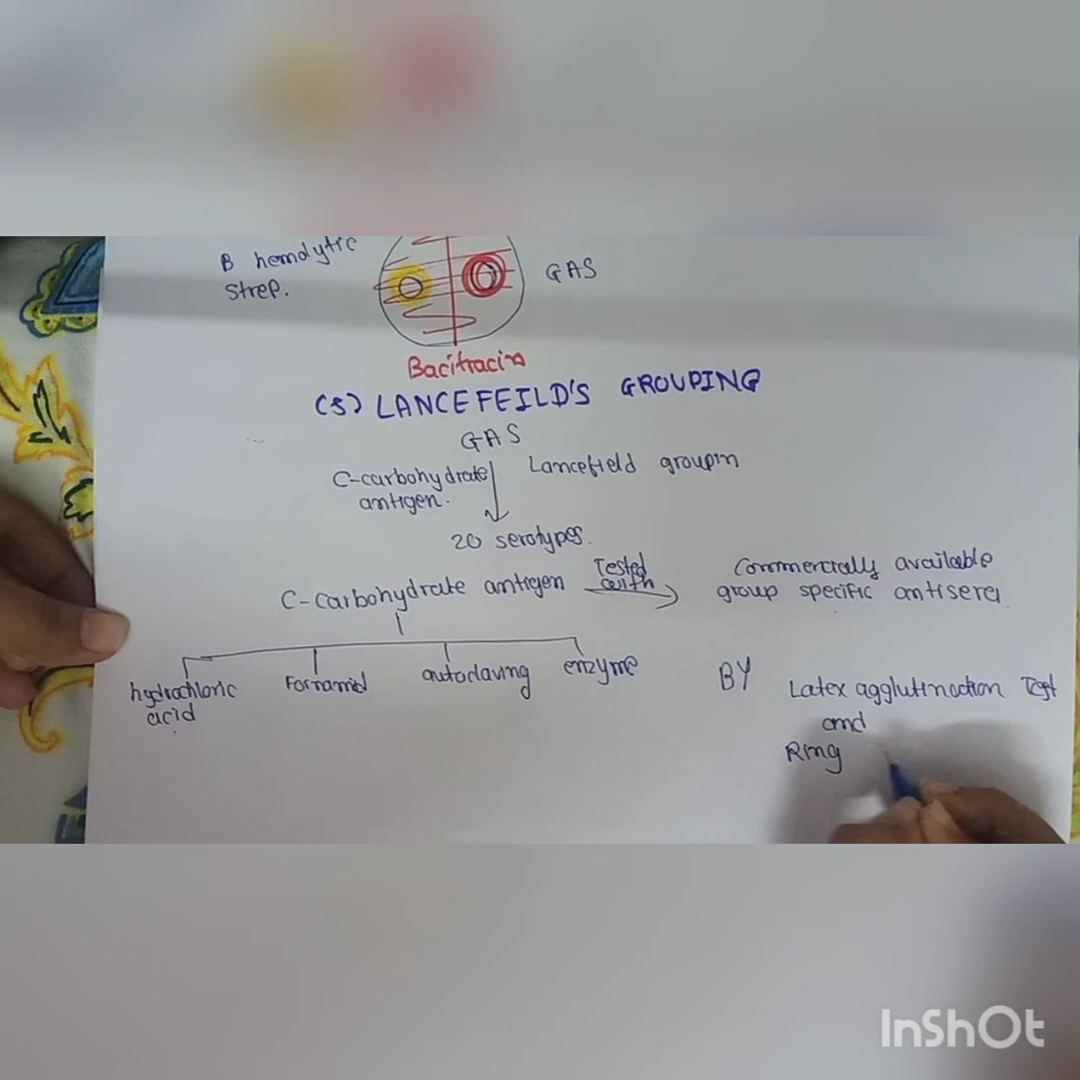 B hemolytic
strep.
GAS
Bacitracin
(5) LANCEFEILD'S GROUPING
GAS
C-carbohydrate
antigen.
Lancefield groupin
20 serotypes.
C-carbohydrate antigen
Tested
with
Commercially available
group specific antisera
hydrochloric
acid
Formamid
autoclaving
enzyme
BY
Latex agglutination Test
and
Ring
InShOt